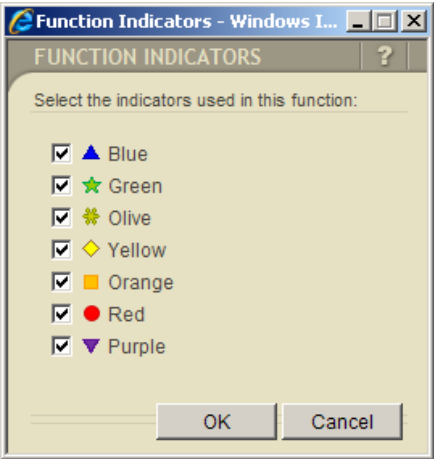 Function Indicators - Windows I...
FUNCTION INDICATORS ?
Select the indicators used in this function:
Blue
Green
Olive
Yellow
Orange
Red
Purple
OK Cancel